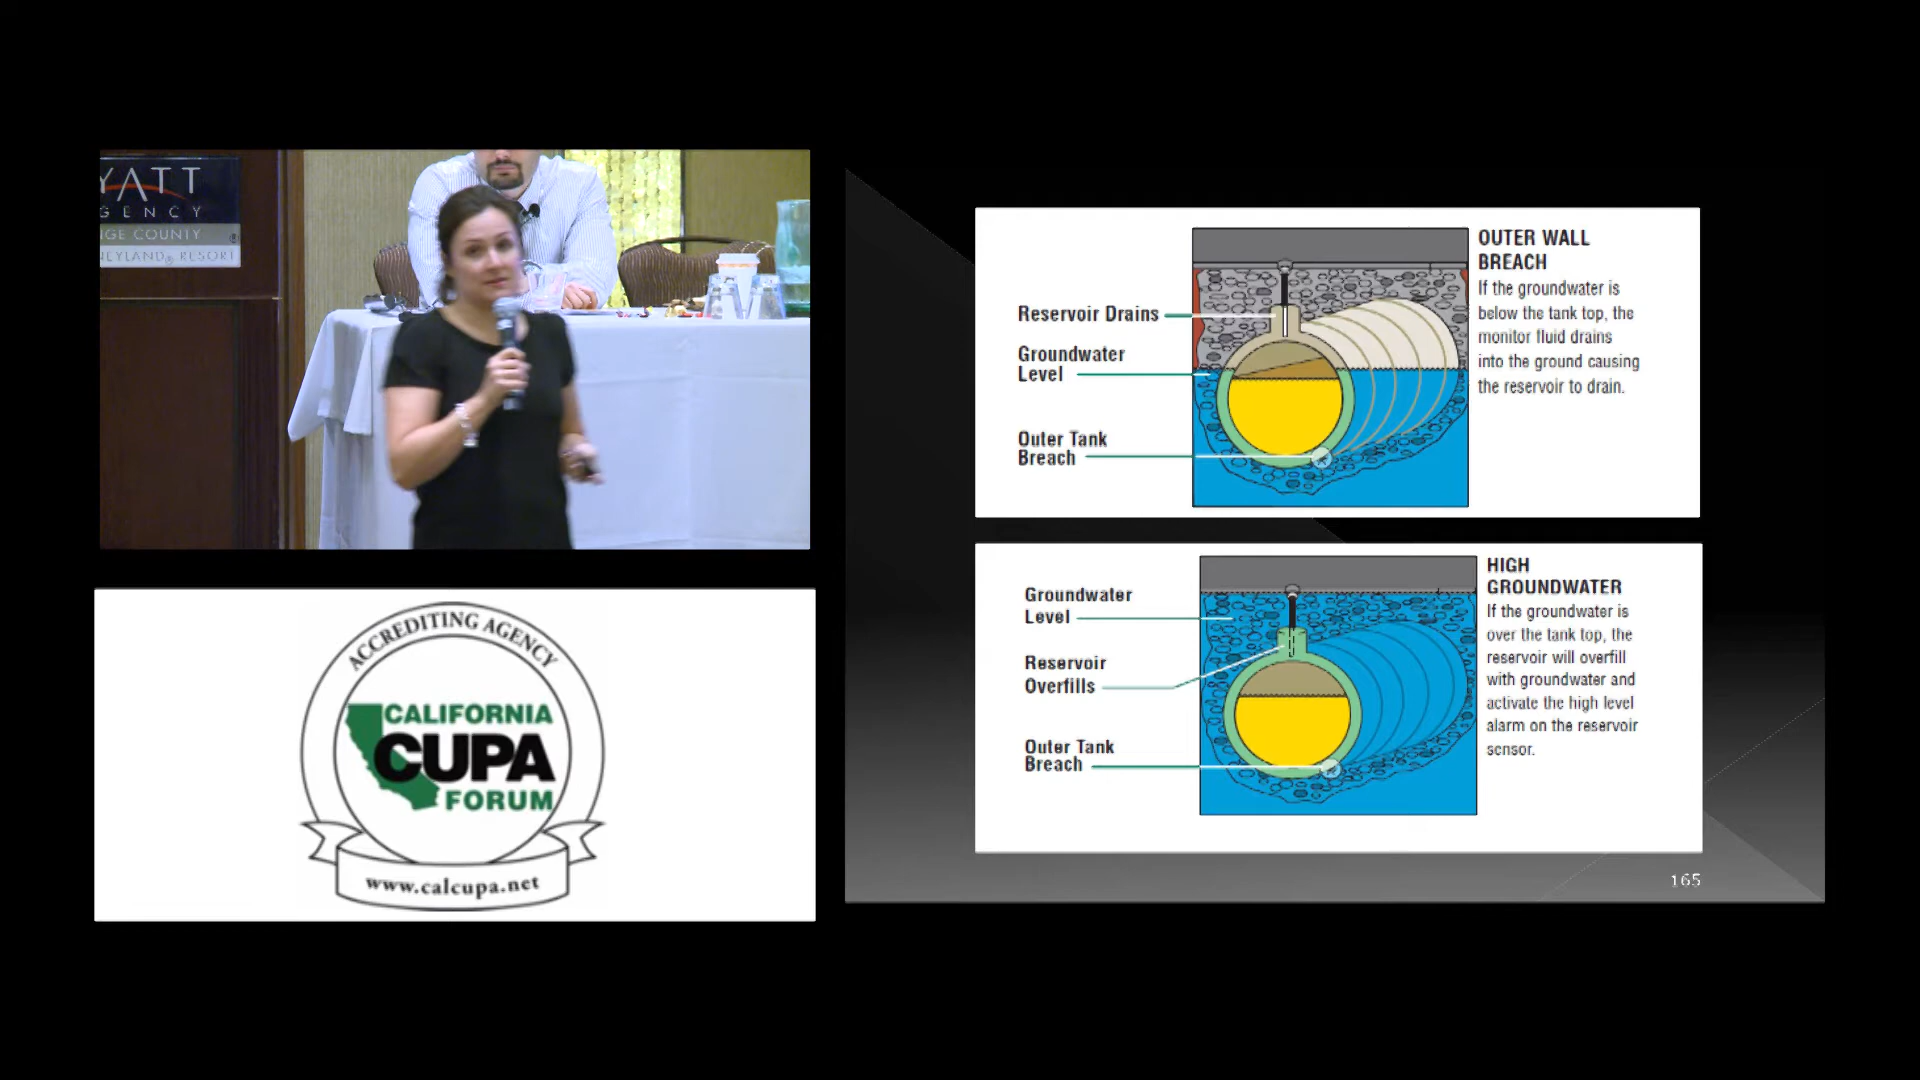 YATT
GENCY
NGE COUNTY
NEYLAND® RESORT
ACCREDITING AGENCY
CALIFORNIA
CUPA
FORUM
www.calcupa.net
Reservoir Drains
Groundwater
Level
Outer Tank
Breach
OUTER WALL
BREACH
If the groundwater is
below the tank top, the
monitor fluid drains
into the ground causing
the reservoir to drain.
Groundwater
Level
Reservoir
Overfills
Outer Tank
Breach
HIGH
GROUNDWATER
If the groundwater is
over the tank top, the
reservoir will overfill
with groundwater and
activate the high level
alarm on the reservoir
sensor.
165